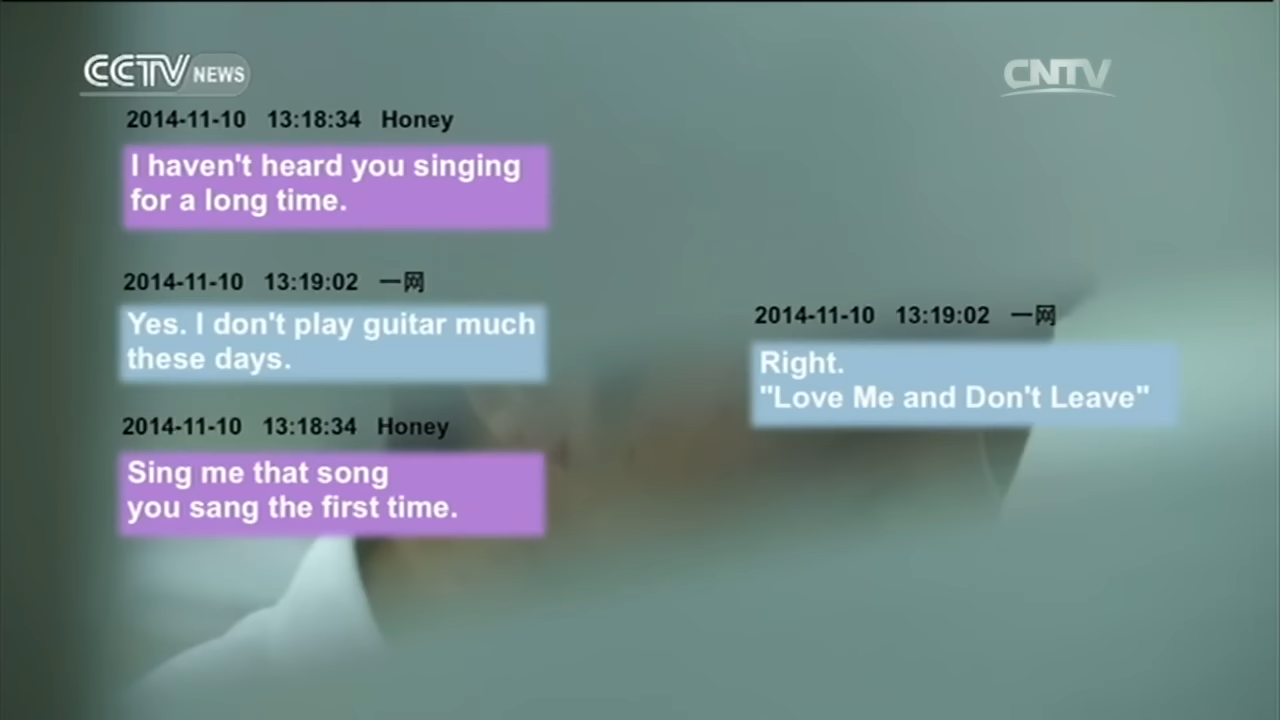 CCTV NEWS
CNTV
2014-11-10 13:18:34 Honey
I haven't heard you singing
for a long time.
2014-11-10 13:19:02 一网
Yes. I don't play guitar much
these days.
2014-11-10 13:18:34 Honey
Sing me that song
you sang the first time.
2014-11-10 13:19:02 一网
Right.
"Love Me and Don't Leave"